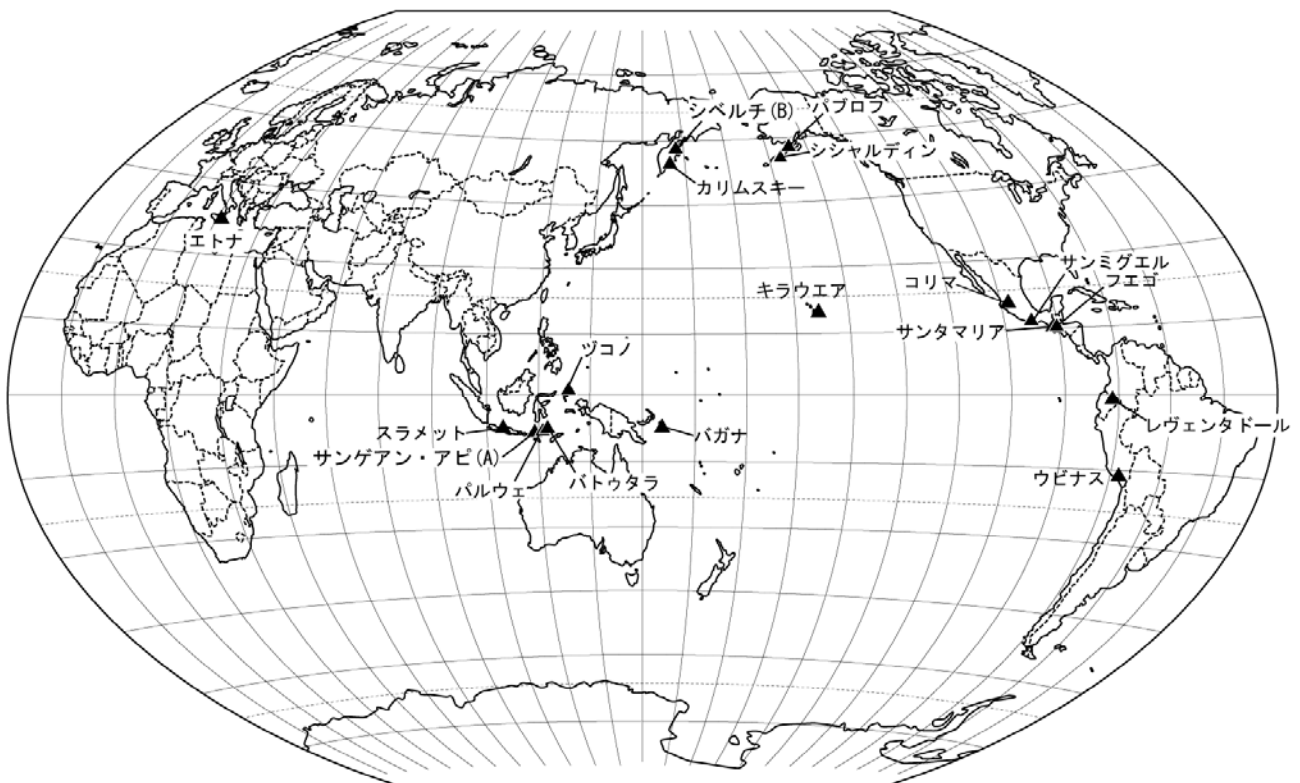 シベルチ(B)
パブロフ
シシャルディン
カリムスキー
エトナ
サンミグエル
キラウエア
コリマ
フエゴ
サンタマリア
ヅコノ
スラメット
バガナ
レヴェンタドール
サンゲアン・アピ(A)
パルウェ
バトゥタラ
ウビナス